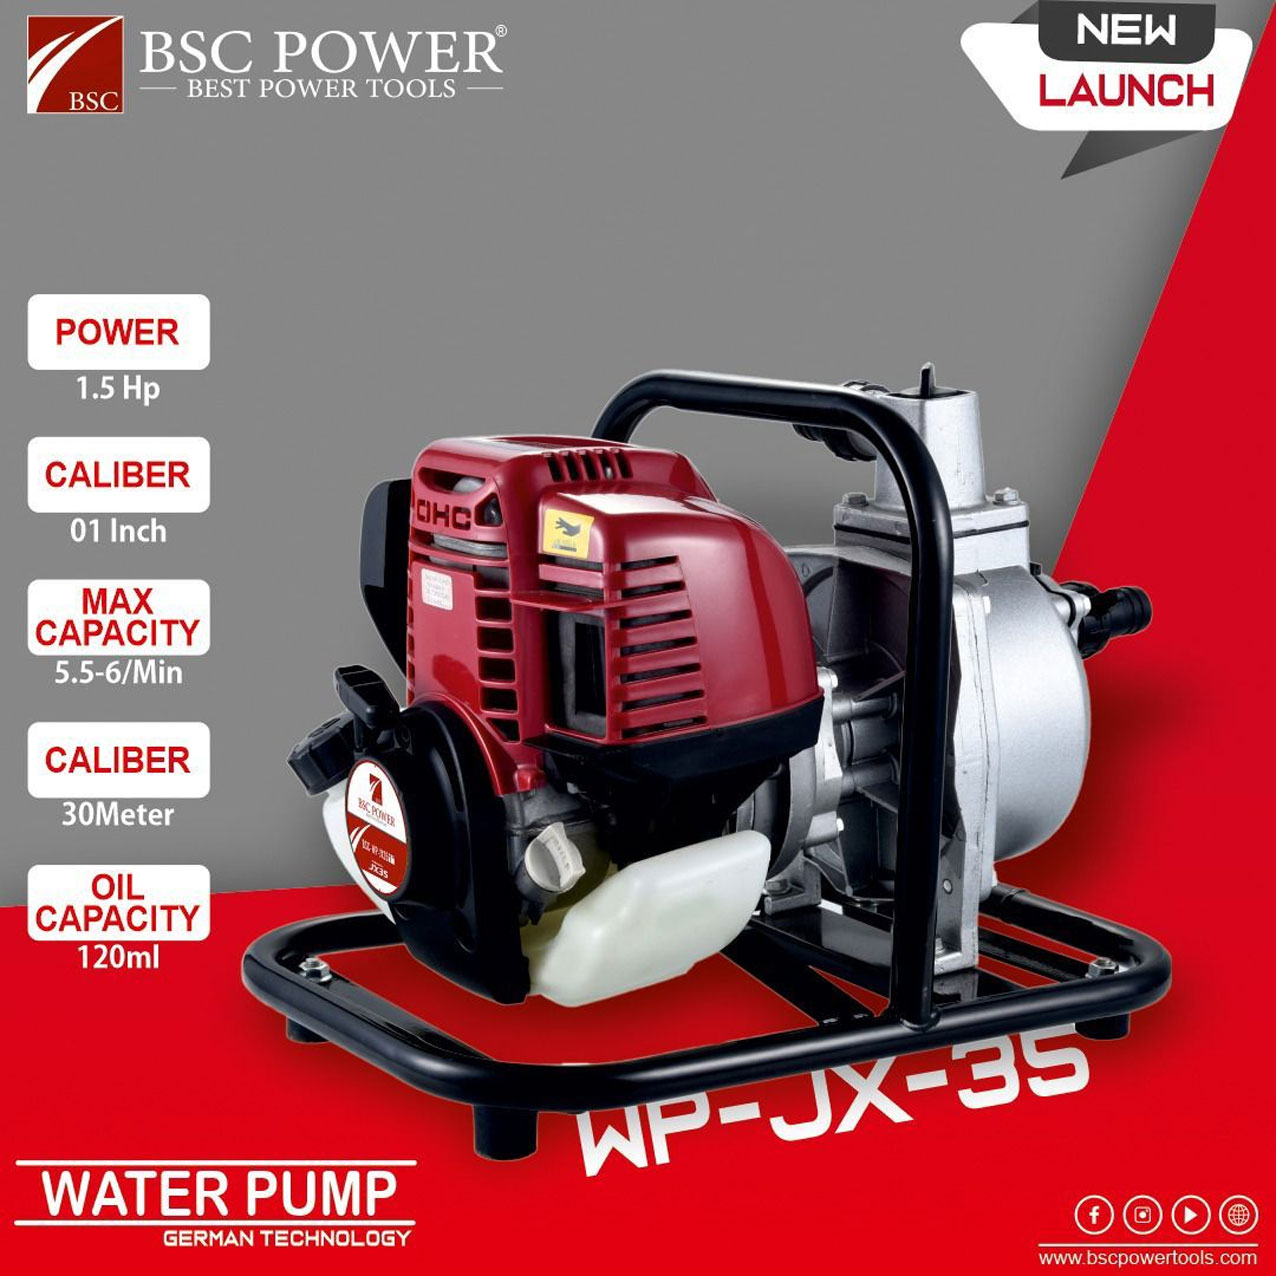 BSC
BSC POWER®
BEST POWER TOOLS
NEW
LAUNCH
POWER
1.5 Hp
CALIBER
01 Inch
MAX
CAPACITY
5.5-6/Min
CALIBER
30Meter
OIL
CAPACITY
120ml
OHC
BSC POWER
JX35
WP-JX-35
WATER PUMP
GERMAN TECHNOLOGY
www.bscpowertools.com